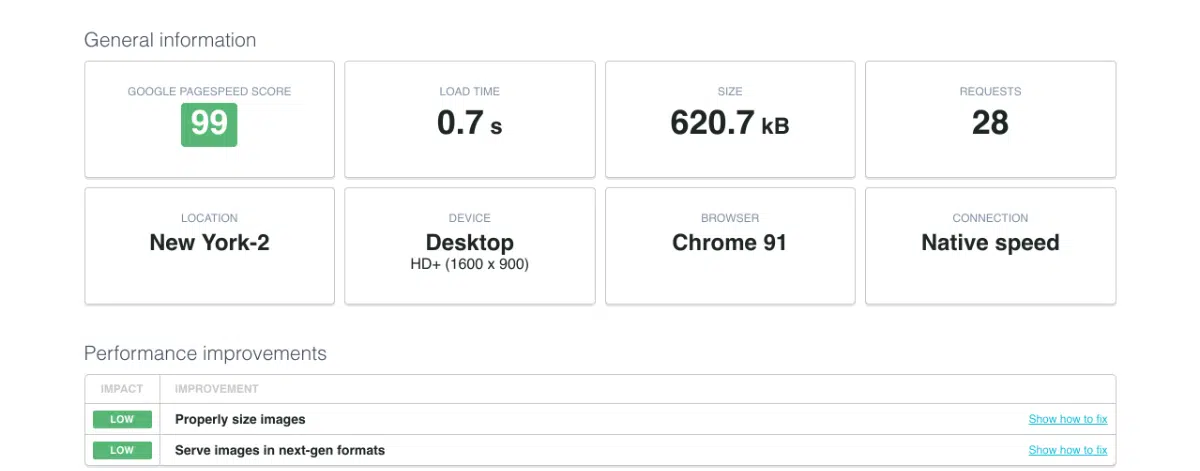 General information
GOOGLE PAGESPEED SCORE
99
LOAD TIME
0.7 s
SIZE
620.7 kB
REQUESTS
28
LOCATION
New York-2
DEVICE
Desktop
HD+ (1600 x 900)
BROWSER
Chrome 91
CONNECTION
Native speed
Performance improvements
IMPACT IMPROVEMENT
LOW Properly size images Show how to fix
LOW Serve images in next-gen formats Show how to fix